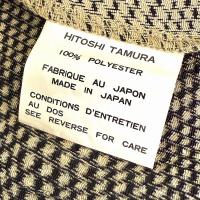 HITOSHI TAMURA
100% POLYESTER
FABRIQUE AU JAPON
MADE IN JAPAN
CONDITIONS D'ENTRETIEN
AU DOS
SEE REVERSE FOR CARE